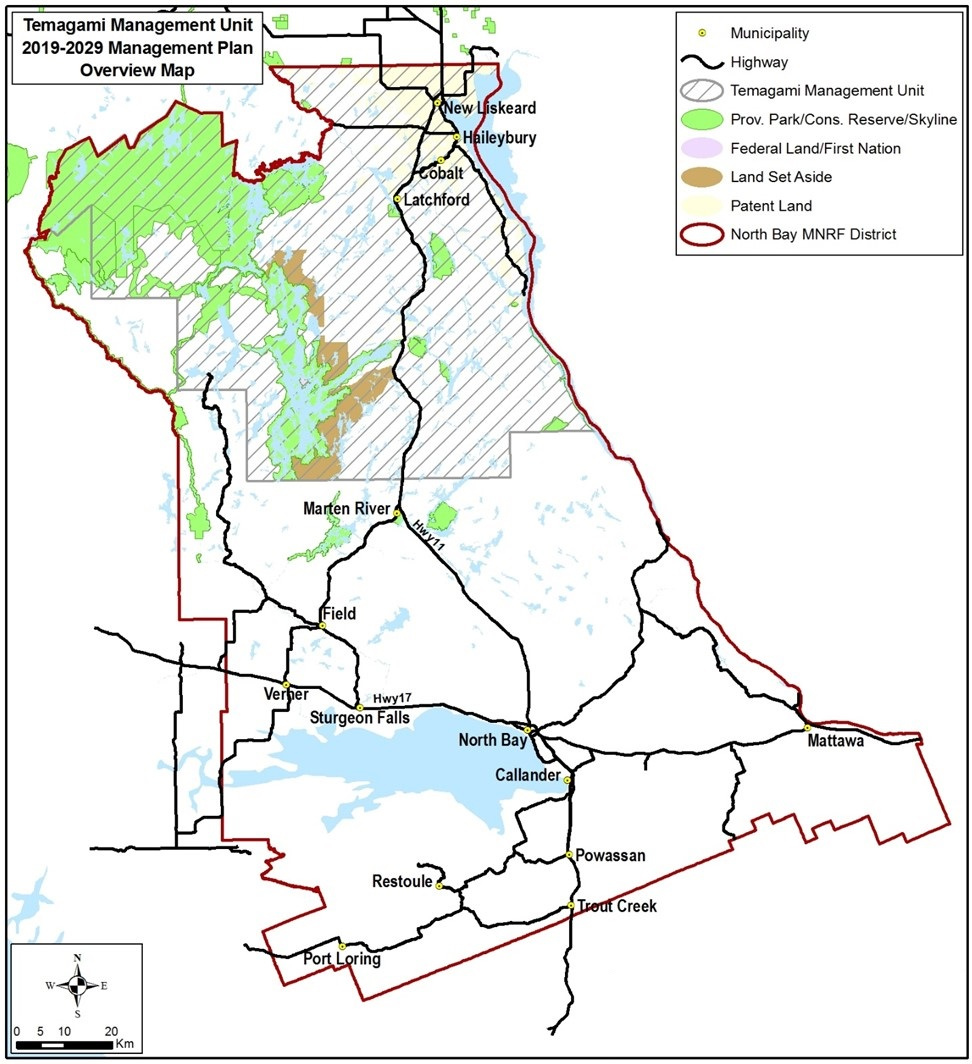 Temagami Management Unit
2019-2029 Management Plan
Overview Map
Municipality
Highway
Temagami Management Unit
Prov. Park/Cons. Reserve/Skyline
Federal Land/First Nation
Land Set Aside
Patent Land
North Bay MNRF District
New Liskeard
Haileybury
Cobalt
Latchford
Marten River
Hwy11
Field
Verner
Hwy17
Sturgeon Falls
North Bay
Mattawa
Callander
Powassan
Restoule
Trout Creek
Port Loring
N
W E
S
0 5 10 20
Km